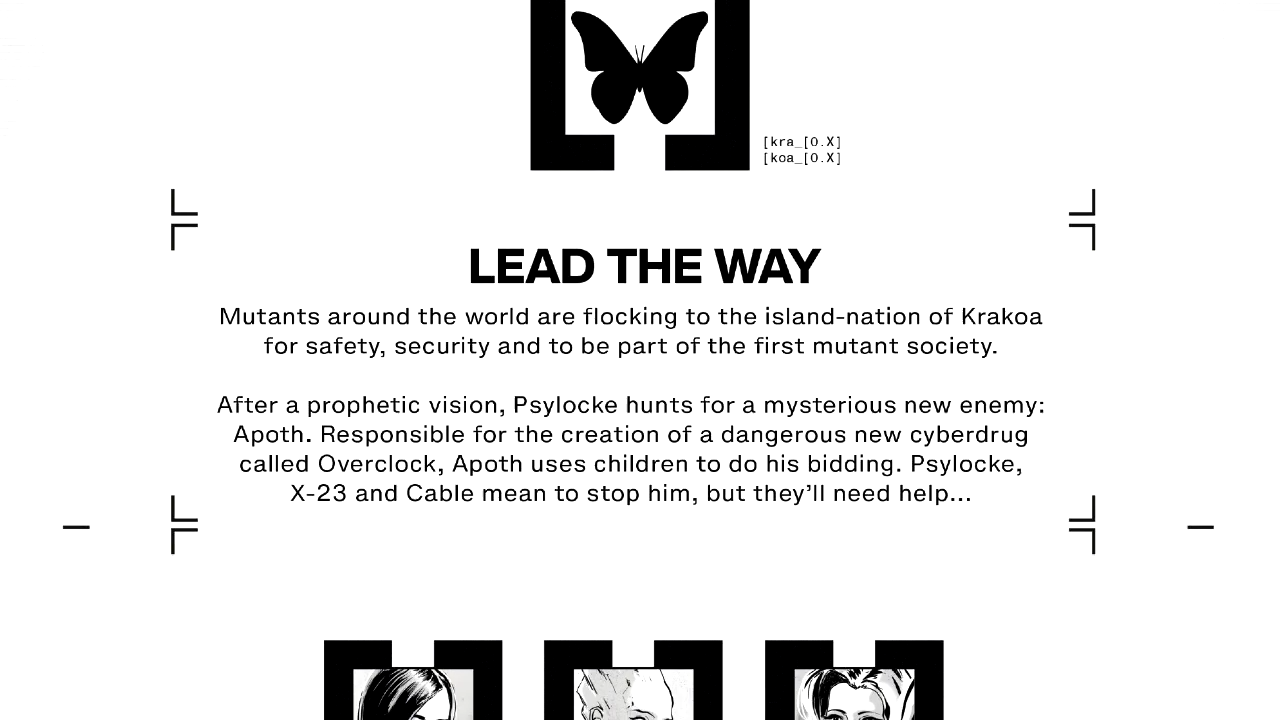 [kra_[0.X]
[koa_[0.X]
LEAD THE WAY
Mutants around the world are flocking to the island-nation of Krakoa
for safety, security and to be part of the first mutant society.
After a prophetic vision, Psylocke hunts for a mysterious new enemy:
Apoth. Responsible for the creation of a dangerous new cyberdrug
called Overclock, Apoth uses children to do his bidding. Psylocke,
X-23 and Cable mean to stop him, but they’ll need help...